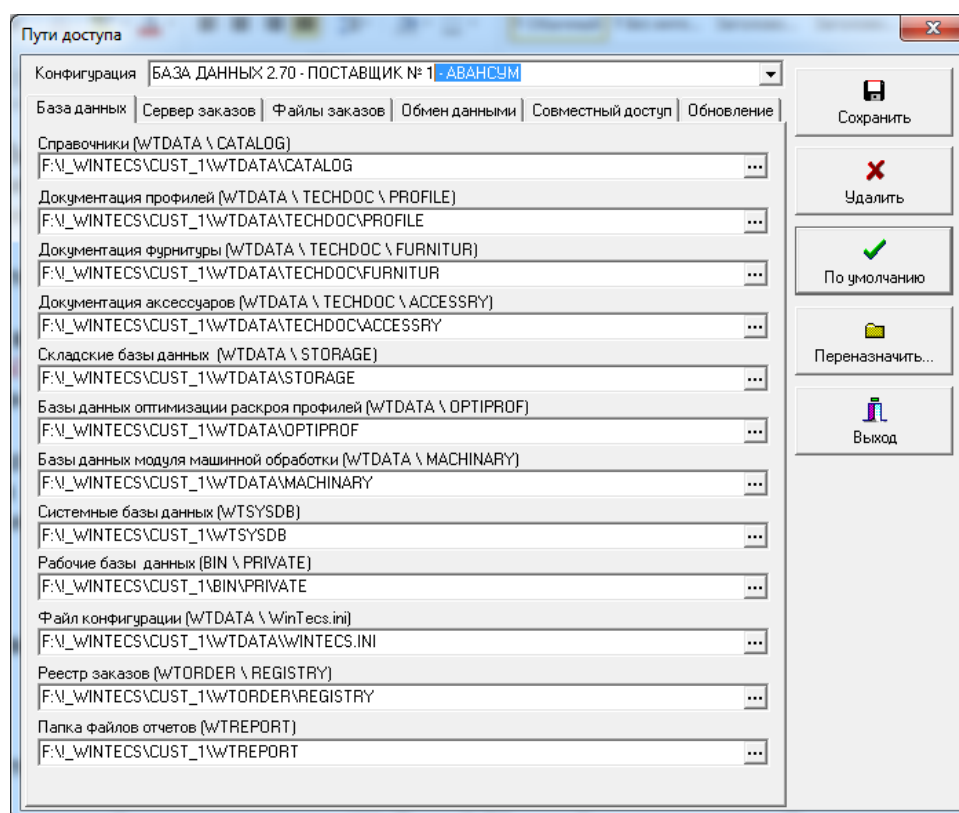 Пути доступа
Конфигурация БАЗА ДАННЫХ 2.70 - ПОСТАВЩИК № 1 - АВАНСУМ
База данных Сервер заказов Файлы заказов Обмен данными Совместный доступ Обновление
Справочники (WTDATA \ CATALOG)
F:\!_WINTECS\CUST_1\WTDATA\CATALOG ...
Документация профилей (WTDATA \ TECHDOC \ PROFILE)
F:\!_WINTECS\CUST_1\WTDATA\TECHDOC\PROFILE ...
Документация фурнитуры (WTDATA \ TECHDOC \ FURNITUR)
F:\!_WINTECS\CUST_1\WTDATA\TECHDOC\FURNITUR ...
Документация аксессуаров (WTDATA \ TECHDOC \ ACCESSRY)
F:\!_WINTECS\CUST_1\WTDATA\TECHDOC\ACCESSRY ...
Складские базы данных (WTDATA \ STORAGE)
F:\!_WINTECS\CUST_1\WTDATA\STORAGE ...
Базы данных оптимизации раскроя профилей (WTDATA \ OPTIPROF)
F:\!_WINTECS\CUST_1\WTDATA\OPTIPROF ...
Базы данных модуля машинной обработки (WTDATA \ MACHINARY)
F:\!_WINTECS\CUST_1\WTDATA\MACHINARY ...
Системные базы данных (WTSYSDB)
F:\!_WINTECS\CUST_1\WTSYSDB ...
Рабочие базы данных (BIN \ PRIVATE)
F:\!_WINTECS\CUST_1\BIN\PRIVATE ...
Файл конфигурации (WTDATA \ WinTecs.ini)
F:\!_WINTECS\CUST_1\WTDATA\WINTECS.INI ...
Реестр заказов (WTORDER \ REGISTRY)
F:\!_WINTECS\CUST_1\WTORDER\REGISTRY ...
Папка файлов отчетов (WTREPORT)
F:\!_WINTECS\CUST_1\WTREPORT ...
Сохранить
Удалить
По умолчанию
Переназначить...
Выход